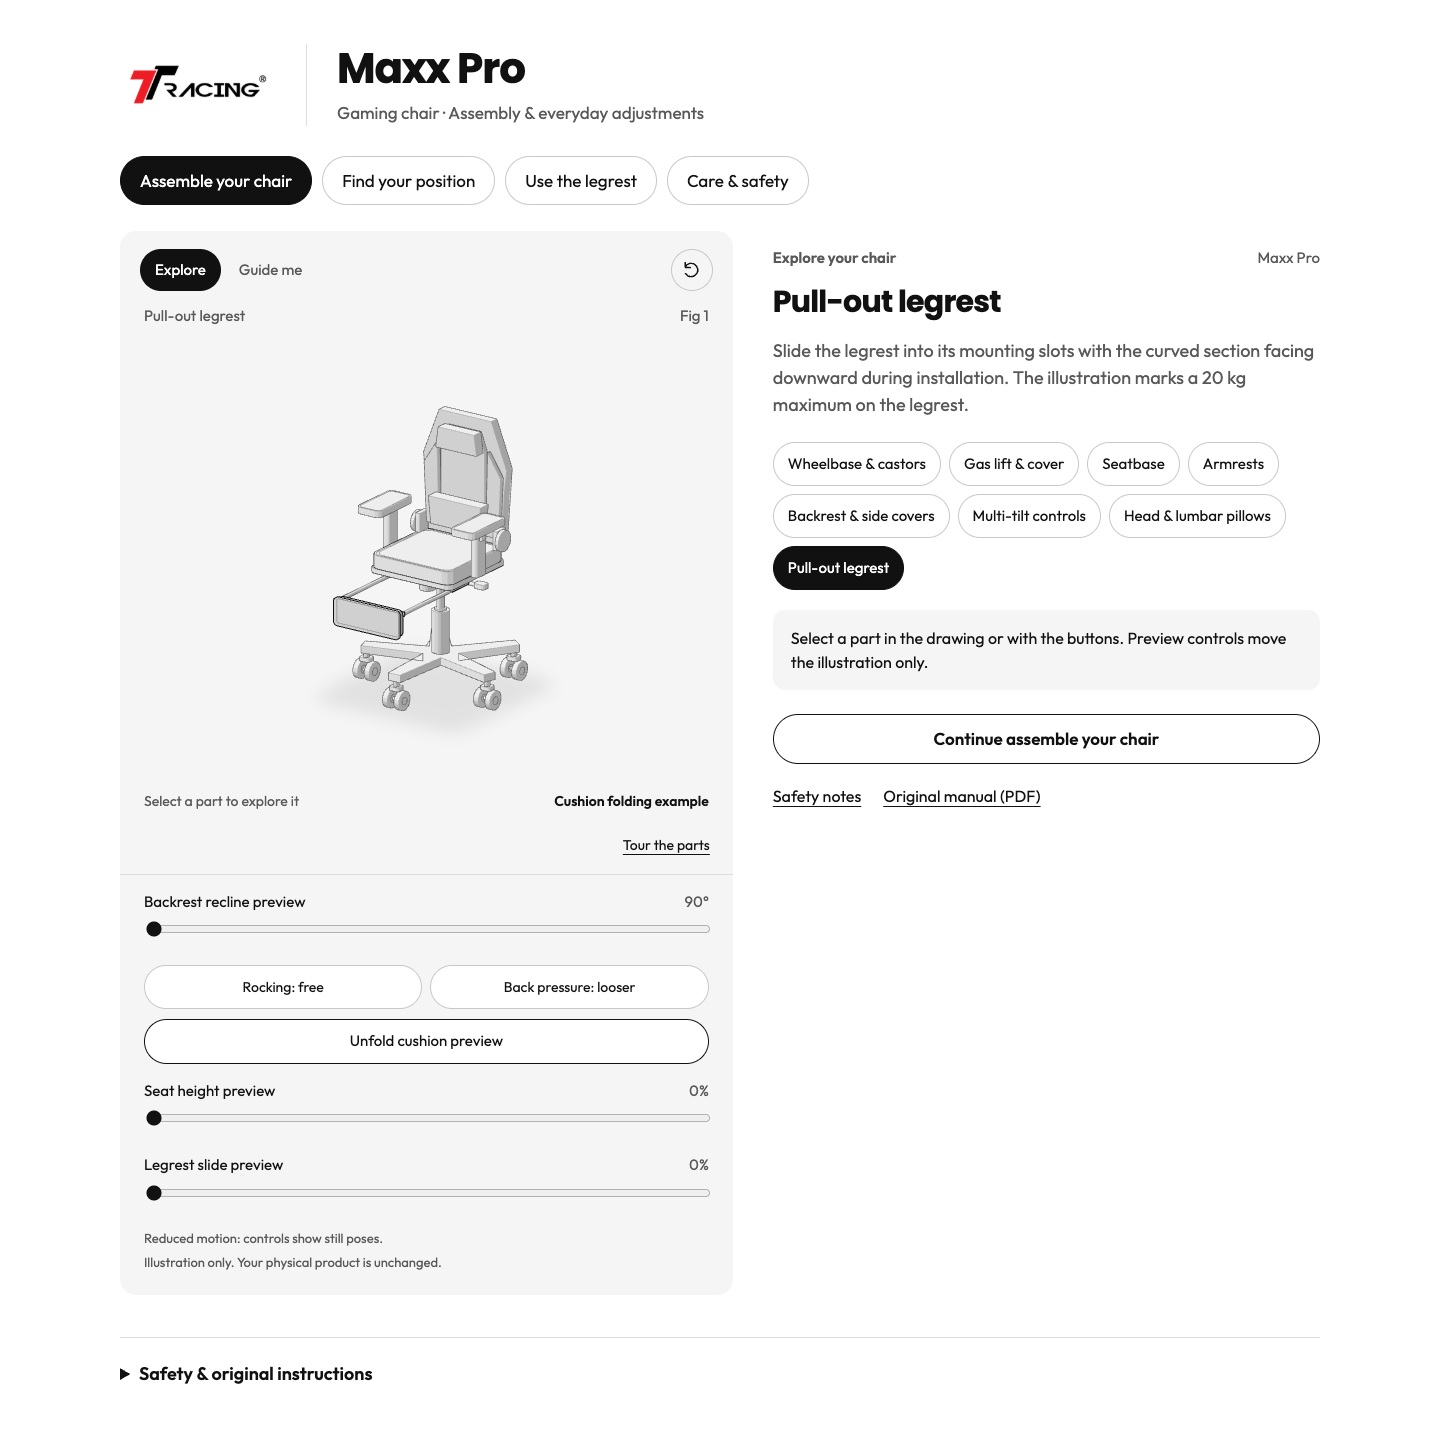 TTRACING®
Maxx Pro
Gaming chair · Assembly & everyday adjustments
Assemble your chair
Find your position
Use the legrest
Care & safety
Explore
Guide me
Pull-out legrest
Fig 1
Select a part to explore it
Cushion folding example
Tour the parts
Backrest recline preview
90°
Rocking: free
Back pressure: looser
Unfold cushion preview
Seat height preview
0%
Legrest slide preview
0%
Reduced motion: controls show still poses.
Illustration only. Your physical product is unchanged.
Explore your chair
Maxx Pro
Pull-out legrest
Slide the legrest into its mounting slots with the curved section facing
downward during installation. The illustration marks a 20 kg
maximum on the legrest.
Wheelbase & castors
Gas lift & cover
Seatbase
Armrests
Backrest & side covers
Multi-tilt controls
Head & lumbar pillows
Pull-out legrest
Select a part in the drawing or with the buttons. Preview controls move
the illustration only.
Continue assemble your chair
Safety notes
Original manual (PDF)
Safety & original instructions